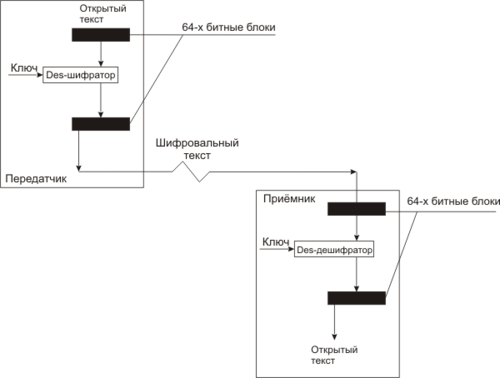 Открытый
текст
64-х битные блоки
Ключ
Des-шифратор
Шифровальный
текст
Передатчик
Приёмник
64-х битные блоки
Ключ
Des-дешифратор
Открытый
текст